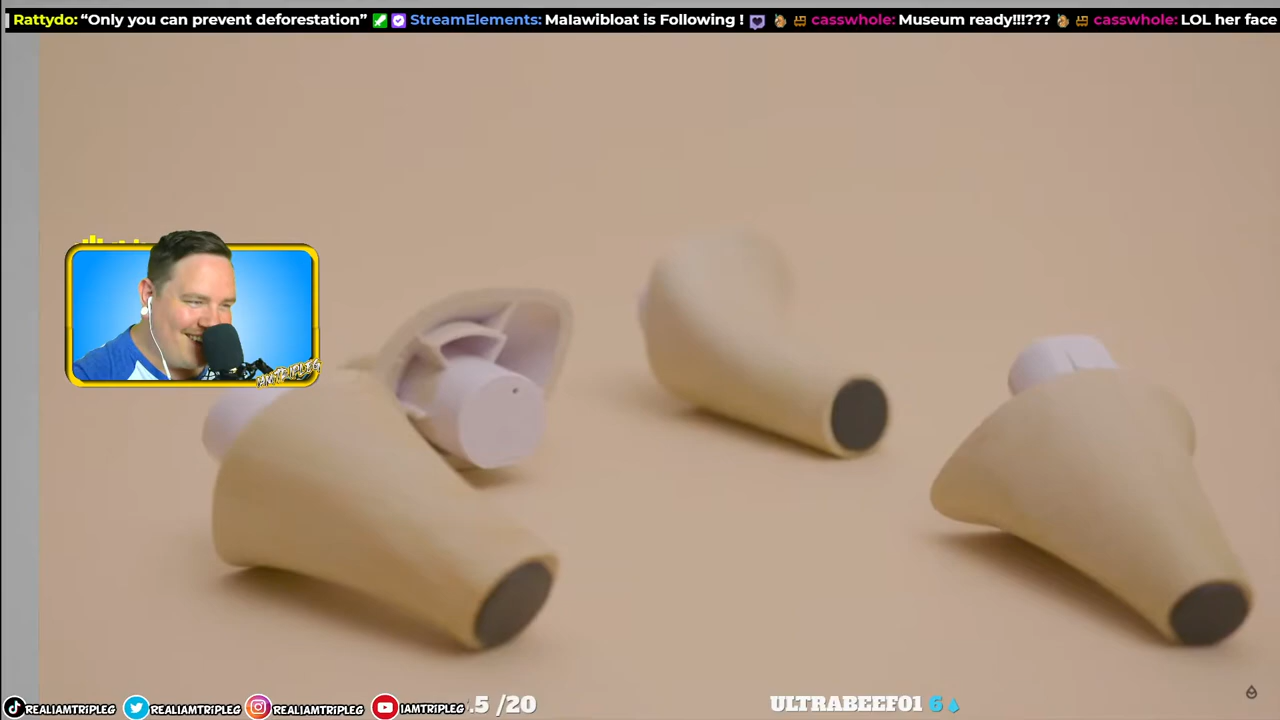 Rattydo: “Only you can prevent deforestation” StreamElements: Malawibloat is Following ! casswhole: Museum ready!!!??? casswhole: LOL her face
IAMTRIPLEG
REALIAMTRIPLEG REALIAMTRIPLEG REALIAMTRIPLEG IAMTRIPLEG .5 /20 ULTRABEEF01 6